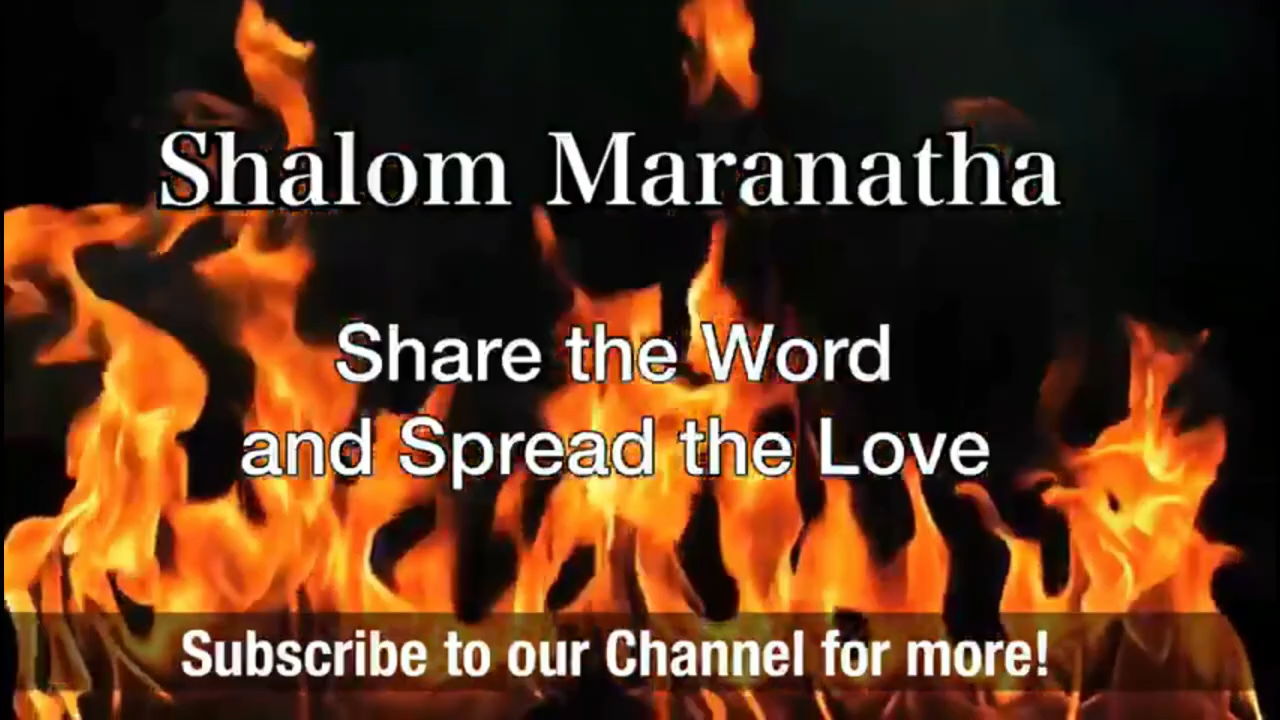 Shalom Maranatha
Share the Word
and Spread the Love
Subscribe to our Channel for more!